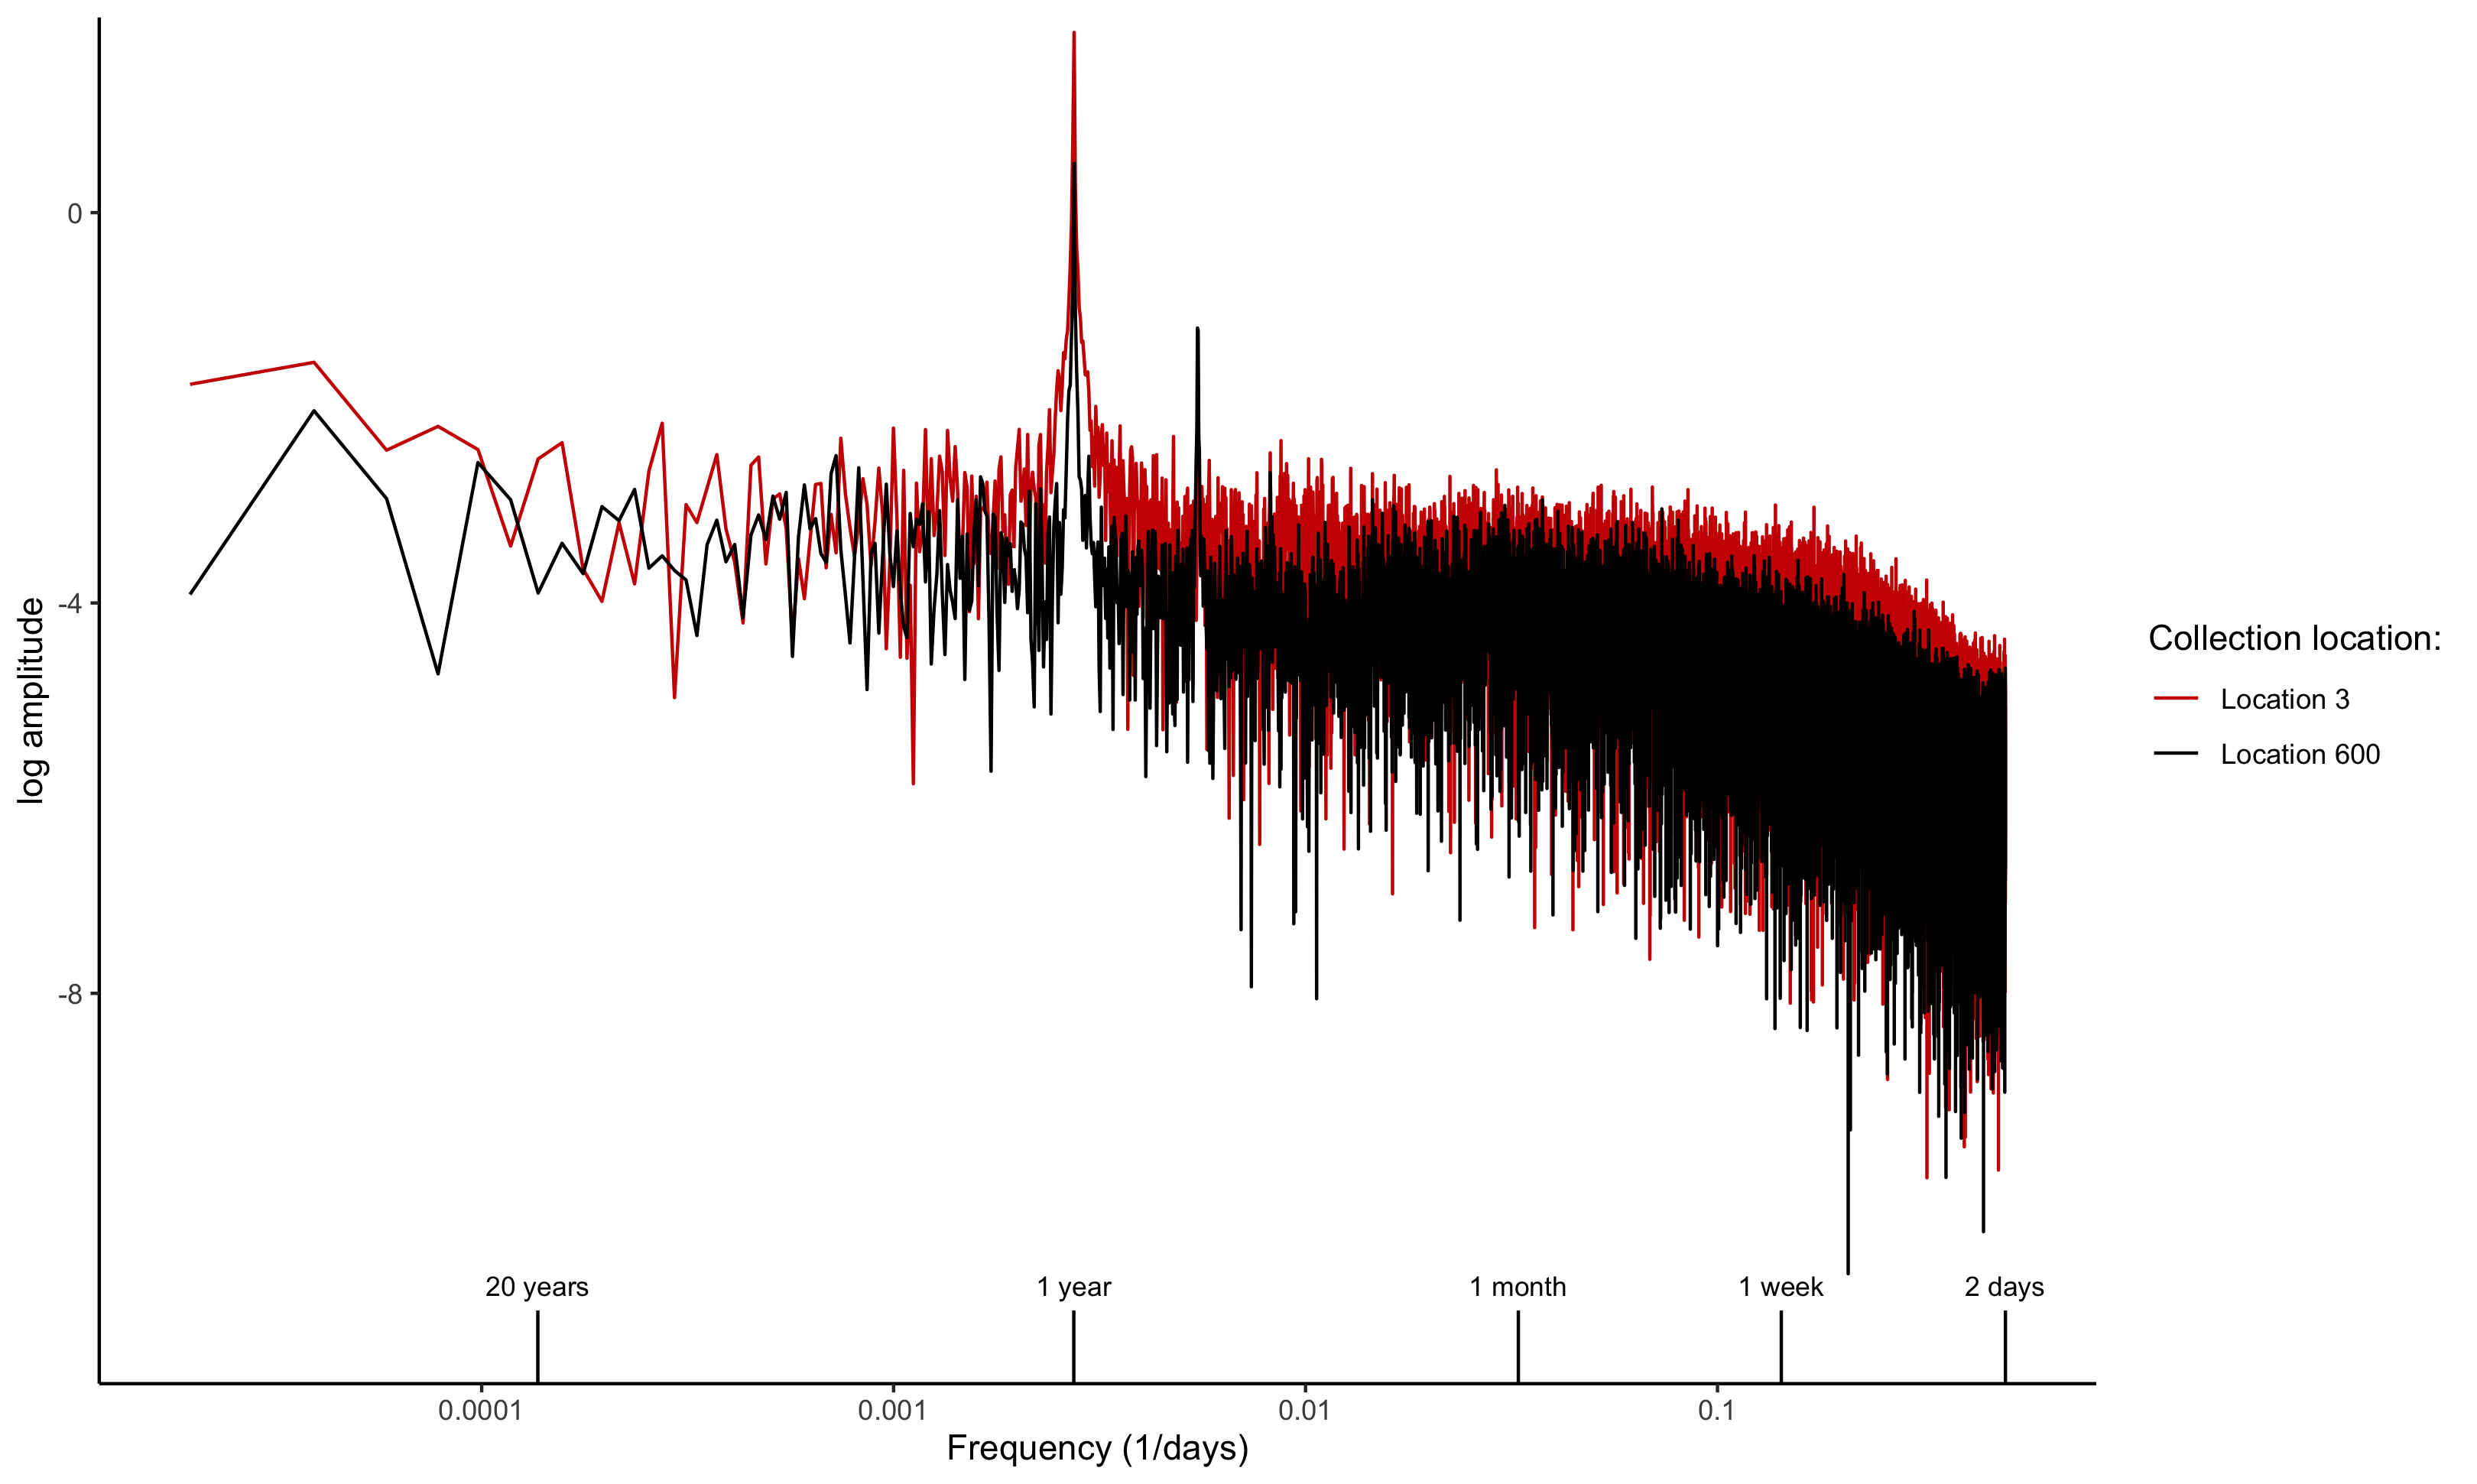 0
-4
-8
log amplitude
20 years
1 year
1 month
1 week
2 days
0.0001
0.001
0.01
0.1
Frequency (1/days)
Collection location:
Location 3
Location 600